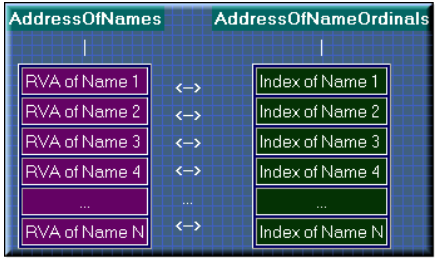 AddressOfNames AddressOfNameOrdinals
| |
RVA of Name 1 <--> Index of Name 1
RVA of Name 2 <--> Index of Name 2
RVA of Name 3 <--> Index of Name 3
RVA of Name 4 <--> Index of Name 4
... ... ...
RVA of Name N <--> Index of Name N